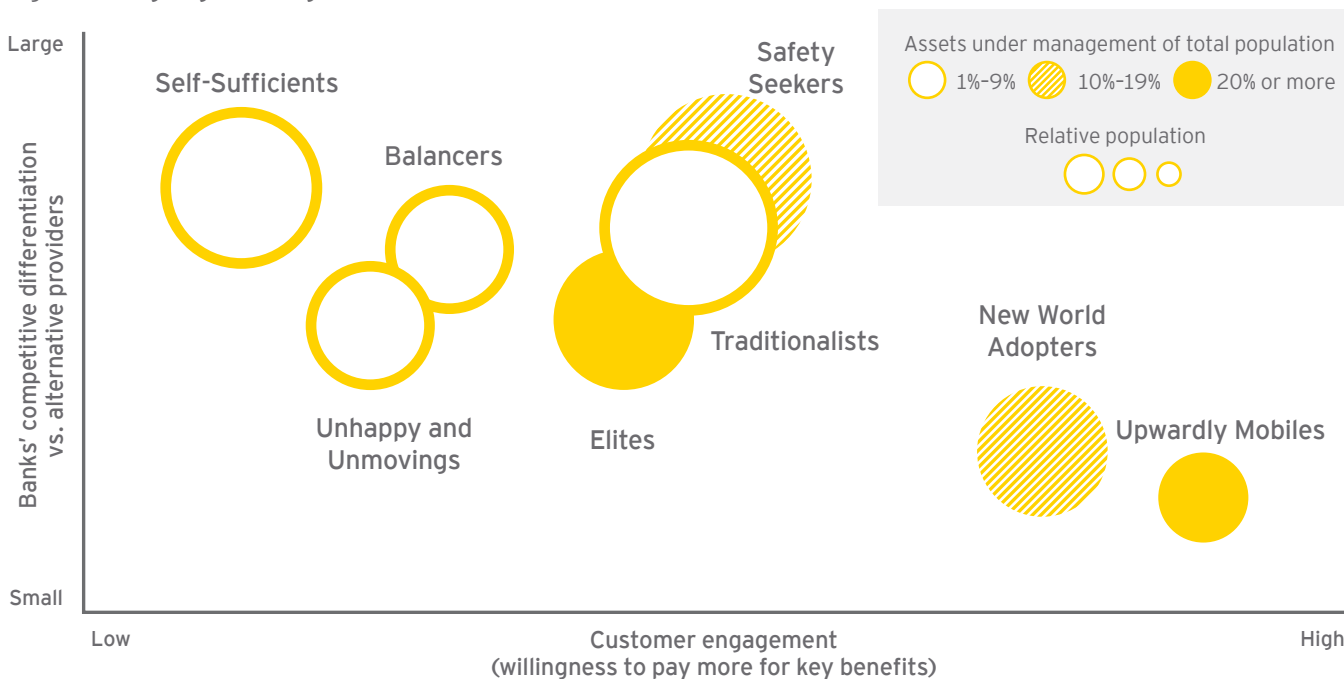 Large
Safety
Seekers
Self-Sufficients
Balancers
Assets under management of total population
1%–9%
10%–19%
20% or more
Relative population
Banks' competitive differentiation
vs. alternative providers
New World
Adopters
Traditionalists
Unhappy and
Unmovings
Elites
Upwardly Mobiles
Small
Low
Customer engagement
(willingness to pay more for key benefits)
High